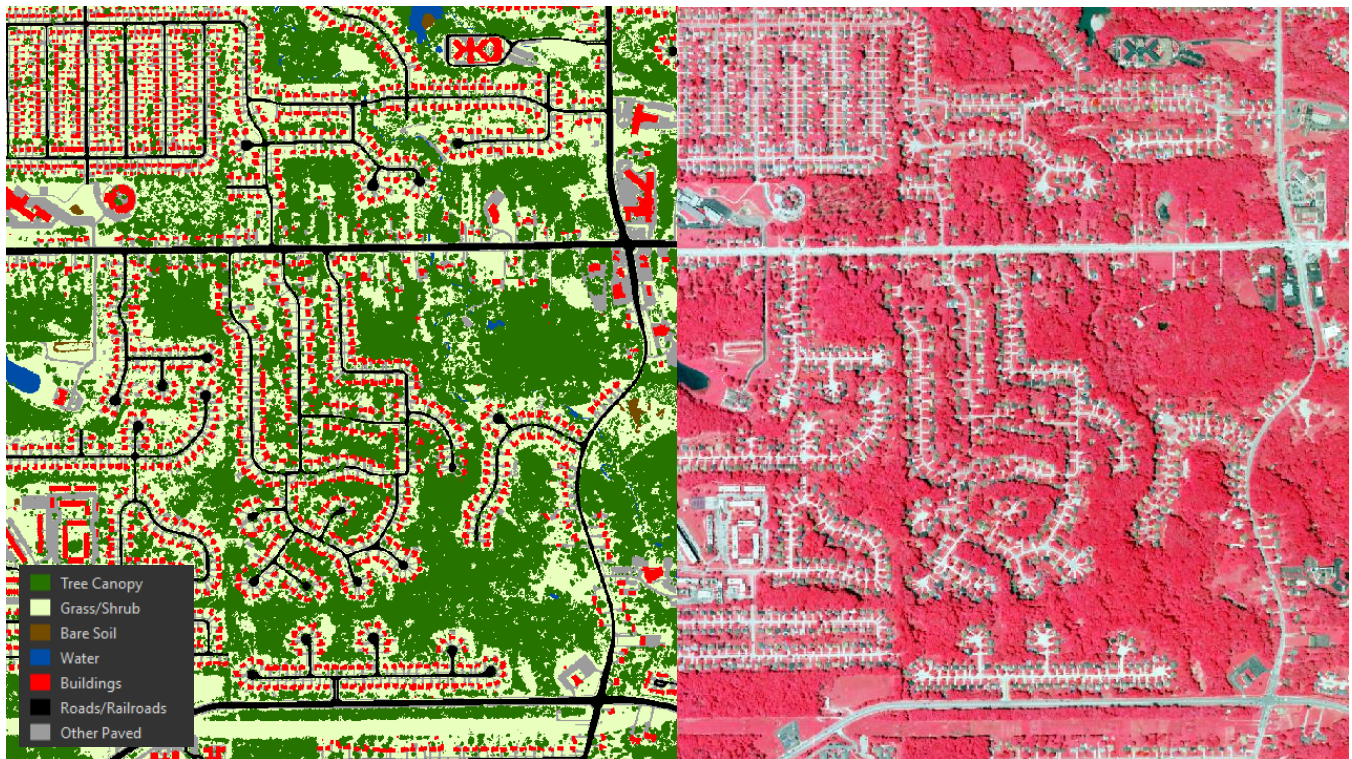 Tree Canopy
Grass/Shrub
Bare Soil
Water
Buildings
Roads/Railroads
Other Paved